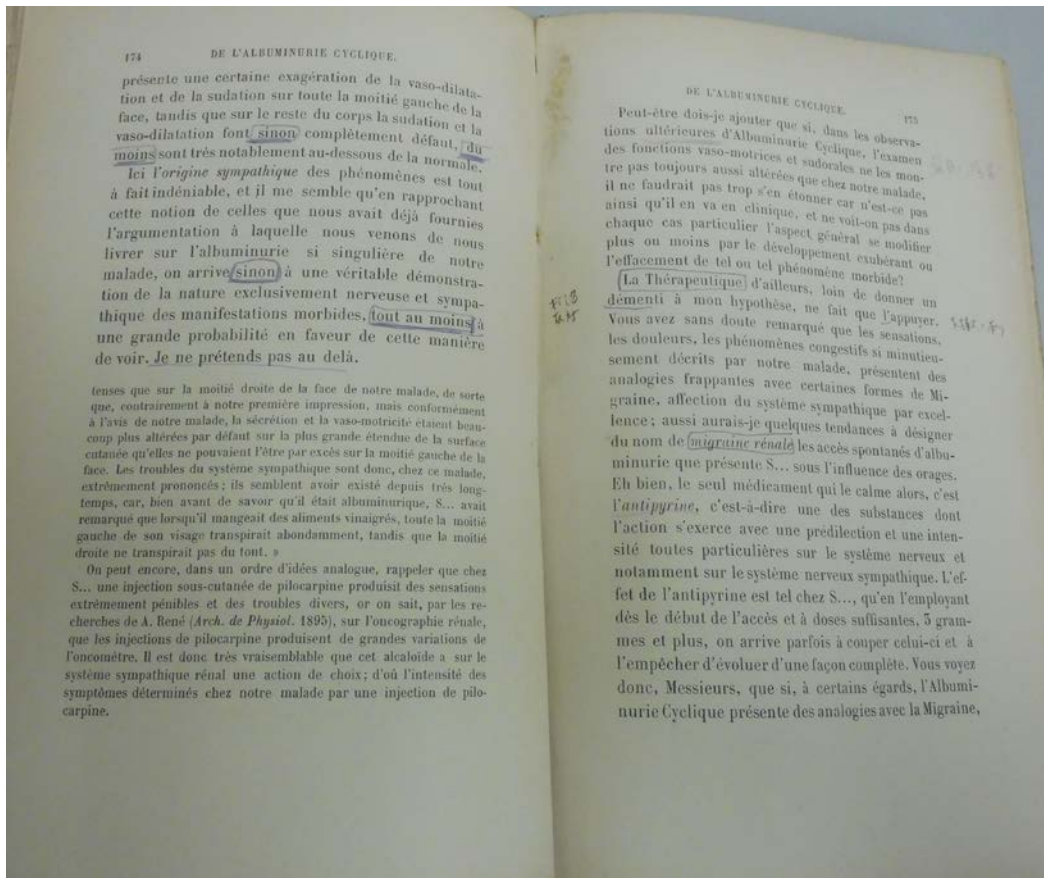 174 DE L'ALBUMINURIE CYCLIQUE.
présente une certaine exagération de la vaso-dilata-
tion et de la sudation sur toute la moitié gauche de la
face, tandis que sur le reste du corps la sudation et la
vaso-dilatation font sinon complètement défaut, du
moins sont très notablement au-dessous de la normale.
Ici l'origine sympathique des phénomènes est tout
à fait indéniable, et il me semble qu'en rapprochant
cette notion de celles que nous avait déjà fournies
l'argumentation à laquelle nous venons de nous
livrer sur l'albuminurie si singulière de notre
malade, on arrive sinon à une véritable démonstra-
tion de la nature exclusivement nerveuse et sympa-
thique des manifestations morbides, tout au moins à
une grande probabilité en faveur de cette manière
de voir. Je ne prétends pas au delà.
tenses que sur la moitié droite de la face de notre malade, de sorte
que, contrairement à notre première impression, mais conformément
à l'avis de notre malade, la sécrétion et la vaso-motricité étaient beau-
coup plus altérées par défaut sur la plus grande étendue de la surface
cutanée qu'elles ne pouvaient l'être par excès sur la moitié gauche de la
face. Les troubles du système sympathique sont donc, chez ce malade,
extrêmement prononcés; ils semblent avoir existé depuis très long-
temps, car, bien avant de savoir qu'il était albuminurique, S... avait
remarqué que lorsqu'il mangeait des aliments vinaigrés, toute la moitié
gauche de son visage transpirait abondamment, tandis que la moitié
droite ne transpirait pas du tout. »
On peut encore, dans un ordre d'idées analogue, rappeler que chez
S... une injection sous-cutanée de pilocarpine produisit des sensations
extrêmement pénibles et des troubles divers, or on sait, par les re-
cherches de A. René (Arch. de Physiol. 1895), sur l'oncographie rénale,
que les injections de pilocarpine produisent de grandes variations de
l'oncomètre. Il est donc très vraisemblable que cet alcaloïde a sur le
système sympathique rénal une action de choix; d'où l'intensité des
symptômes déterminés chez notre malade par une injection de pilo-
carpine.
DE L'ALBUMINURIE CYCLIQUE. 175
Peut-être dois-je ajouter que si, dans les observa-
tions ultérieures d'Albuminurie Cyclique, l'examen
des fonctions vaso-motrices et sudorales ne les mon-
tre pas toujours aussi altérées que chez notre malade,
il ne faudrait pas trop s'en étonner car n'est-ce pas
ainsi qu'il en va en clinique, et ne voit-on pas dans
chaque cas particulier l'aspect général se modifier
plus ou moins par le développement exubérant ou
l'effacement de tel ou tel phénomène morbide?
La Thérapeutique d'ailleurs, loin de donner un
démenti à mon hypothèse, ne fait que l'appuyer.
Vous avez sans doute remarqué que les sensations,
les douleurs, les phénomènes congestifs si minutieu-
sement décrits par notre malade, présentent des
analogies frappantes avec certaines formes de Mi-
graine, affection du système sympathique par excel-
lence; aussi aurais-je quelques tendances à désigner
du nom de migraine rénale les accès spontanés d'albu-
minurie que présente S... sous l'influence des orages.
Eh bien, le seul médicament qui le calme alors, c'est
l'antipyrine, c'est-à-dire une des substances dont
l'action s'exerce avec une prédilection et une inten-
sité toutes particulières sur le système nerveux et
notamment sur le système nerveux sympathique. L'ef-
fet de l'antipyrine est tel chez S..., qu'en l'employant
dès le début de l'accès et à doses suffisantes, 3 gram-
mes et plus, on arrive parfois à couper celui-ci et à
l'empêcher d'évoluer d'une façon complète. Vous voyez
donc, Messieurs, que si, à certains égards, l'Albumi-
nurie Cyclique présente des analogies avec la Migraine,